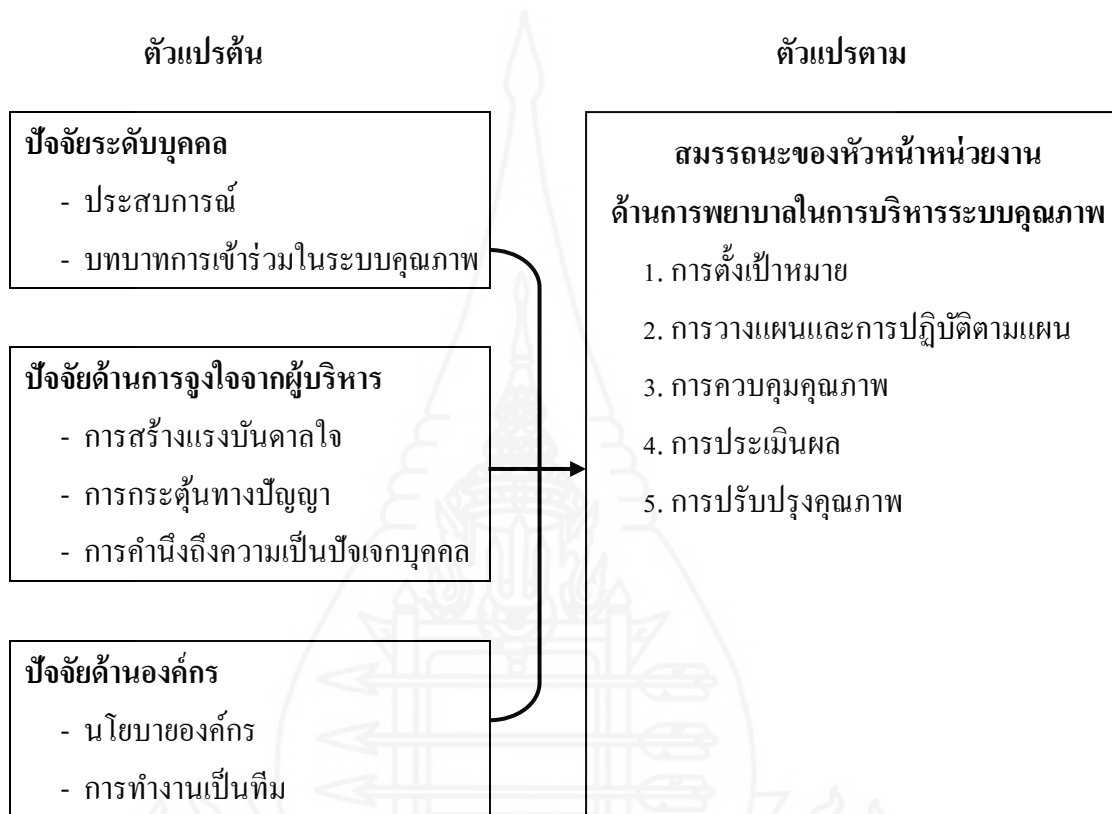 ตัวแปรต้น
ตัวแปรตาม
ปัจจัยระดับบุคคล
- ประสบการณ์
- บทบาทการเข้าร่วมในระบบคุณภาพ
ปัจจัยด้านการจูงใจจากผู้บริหาร
- การสร้างแรงบันดาลใจ
- การกระตุ้นทางปัญญา
- การคำนึงถึงความเป็นปัจเจกบุคคล
ปัจจัยด้านองค์กร
- นโยบายองค์กร
- การทำงานเป็นทีม
สมรรถนะของหัวหน้าหน่วยงาน
ด้านการพยาบาลในการบริหารระบบคุณภาพ
1. การตั้งเป้าหมาย
2. การวางแผนและการปฏิบัติตามแผน
3. การควบคุมคุณภาพ
4. การประเมินผล
5. การปรับปรุงคุณภาพ